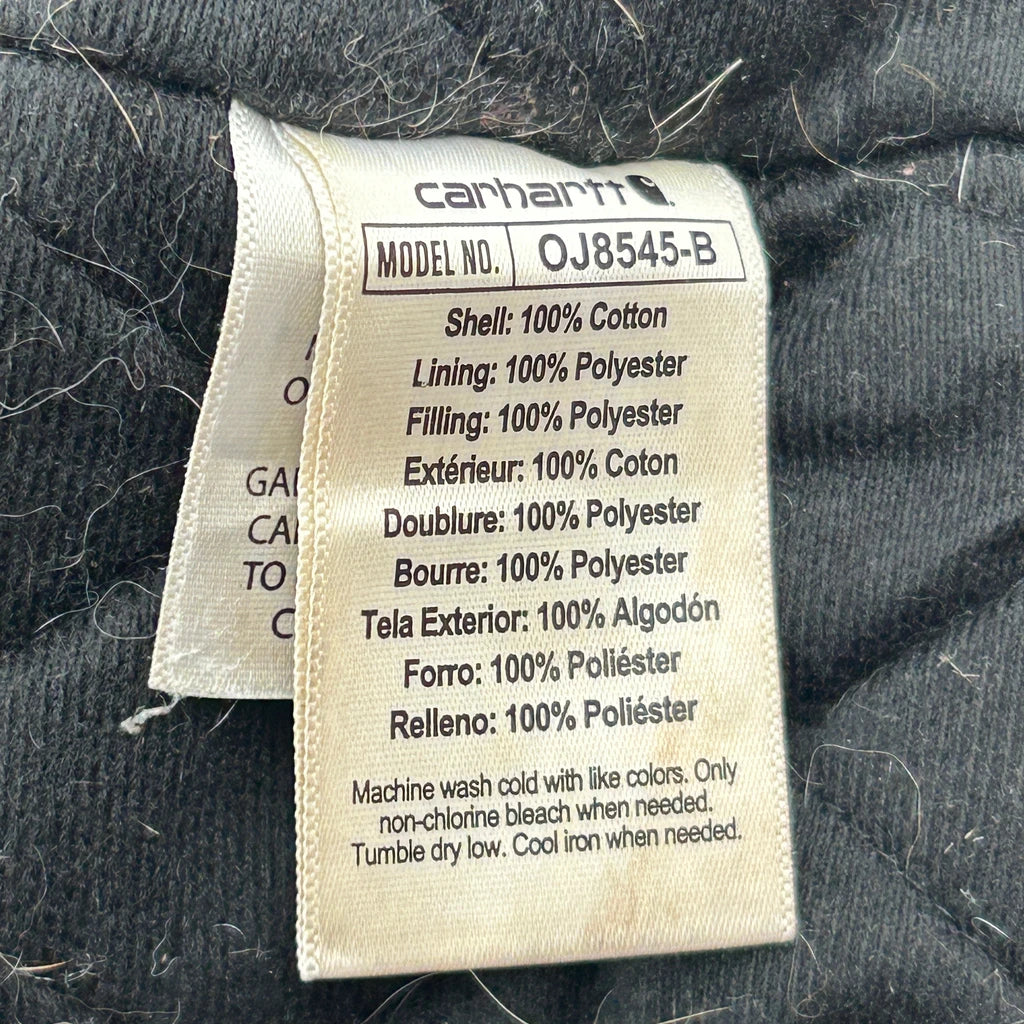 carhartt
MODEL NO. OJ8545-B
Shell: 100% Cotton
Lining: 100% Polyester
Filling: 100% Polyester
Extérieur: 100% Coton
Doublure: 100% Polyester
Bourre: 100% Polyester
Tela Exterior: 100% Algodón
Forro: 100% Poliéster
Relleno: 100% Poliéster
Machine wash cold with like colors. Only
non-chlorine bleach when needed.
Tumble dry low. Cool iron when needed.
TO